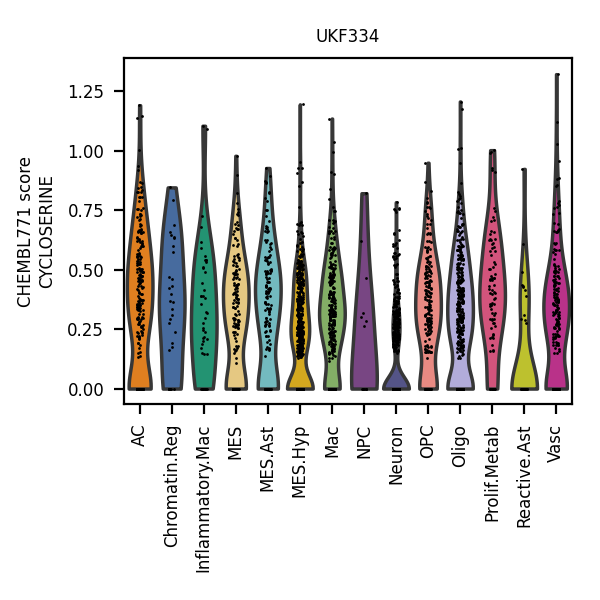 UKF334
CHEMBL771 score
CYCLOSERINE
1.25
1.00
0.75
0.50
0.25
0.00
AC
Chromatin.Reg
Inflammatory.Mac
MES
MES.Ast
MES.Hyp
Mac
NPC
Neuron
OPC
Oligo
Prolif.Metab
Reactive.Ast
Vasc